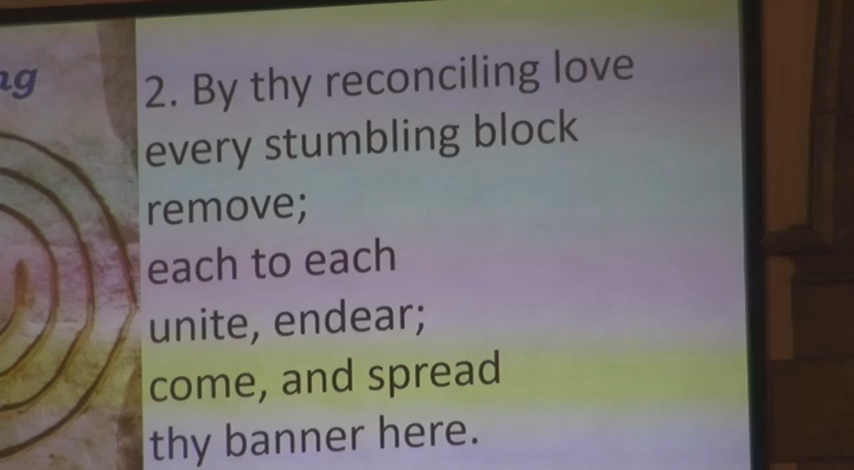 2. By thy reconciling love
every stumbling block
remove;
each to each
unite, endear;
come, and spread
thy banner here.